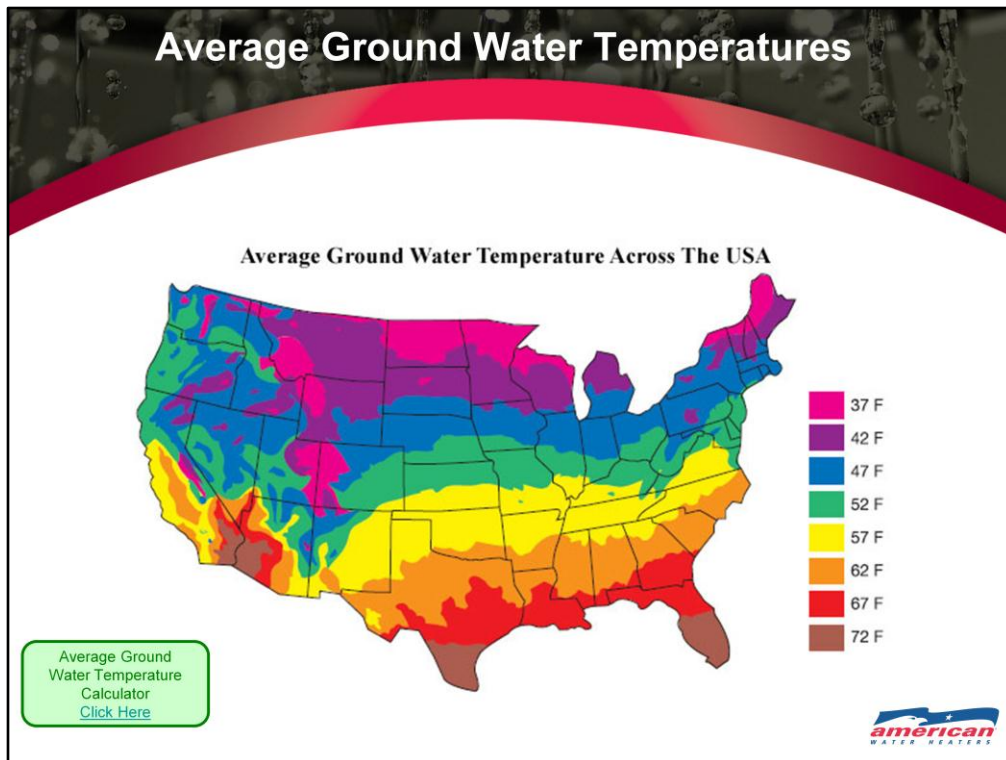 Average Ground Water Temperatures
Average Ground Water Temperature Across The USA
37 F
42 F
47 F
52 F
57 F
62 F
67 F
72 F
Average Ground
Water Temperature
Calculator
Click Here
american
WATER HEATERS